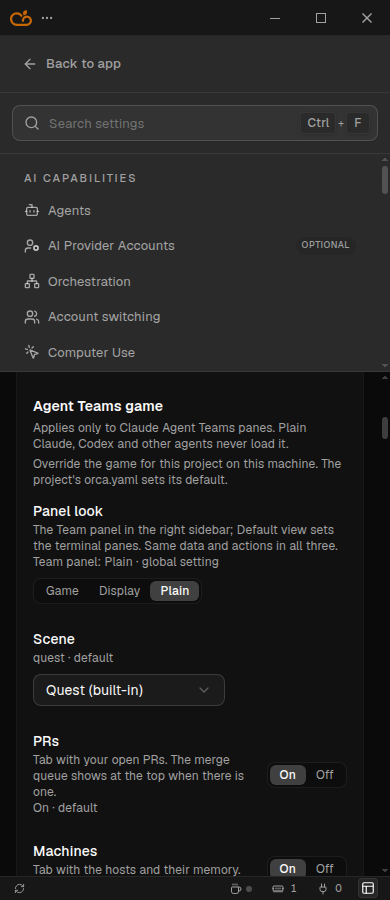 Back to app
Search settings Ctrl + F
AI CAPABILITIES
Agents
AI Provider Accounts OPTIONAL
Orchestration
Account switching
Computer Use
Agent Teams game
Applies only to Claude Agent Teams panes. Plain
Claude, Codex and other agents never load it.
Override the game for this project on this machine. The
project's orca.yaml sets its default.
Panel look
The Team panel in the right sidebar; Default view sets
the terminal panes. Same data and actions in all three.
Team panel: Plain · global setting
Game Display Plain
Scene
quest · default
Quest (built-in)
PRs
Tab with your open PRs. The merge
queue shows at the top when there is
one.
On · default
On Off
Machines
Tab with the hosts and their memory.
On Off
1 0